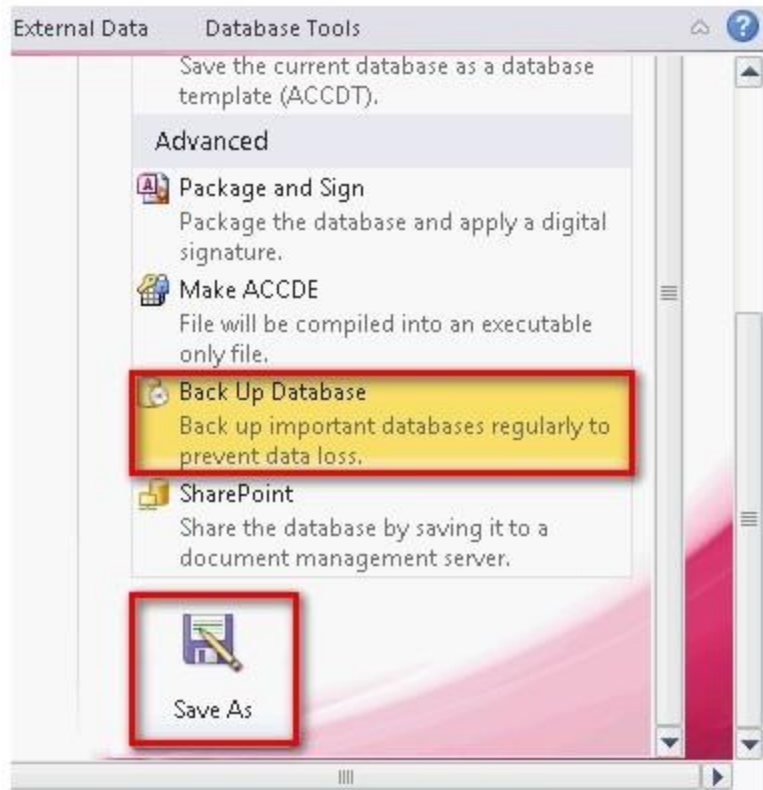 External Data Database Tools
Save the current database as a database
template (ACCDT).
Advanced
Package and Sign
Package the database and apply a digital
signature.
Make ACCDE
File will be compiled into an executable
only file.
Back Up Database
Back up important databases regularly to
prevent data loss.
SharePoint
Share the database by saving it to a
document management server.
Save As